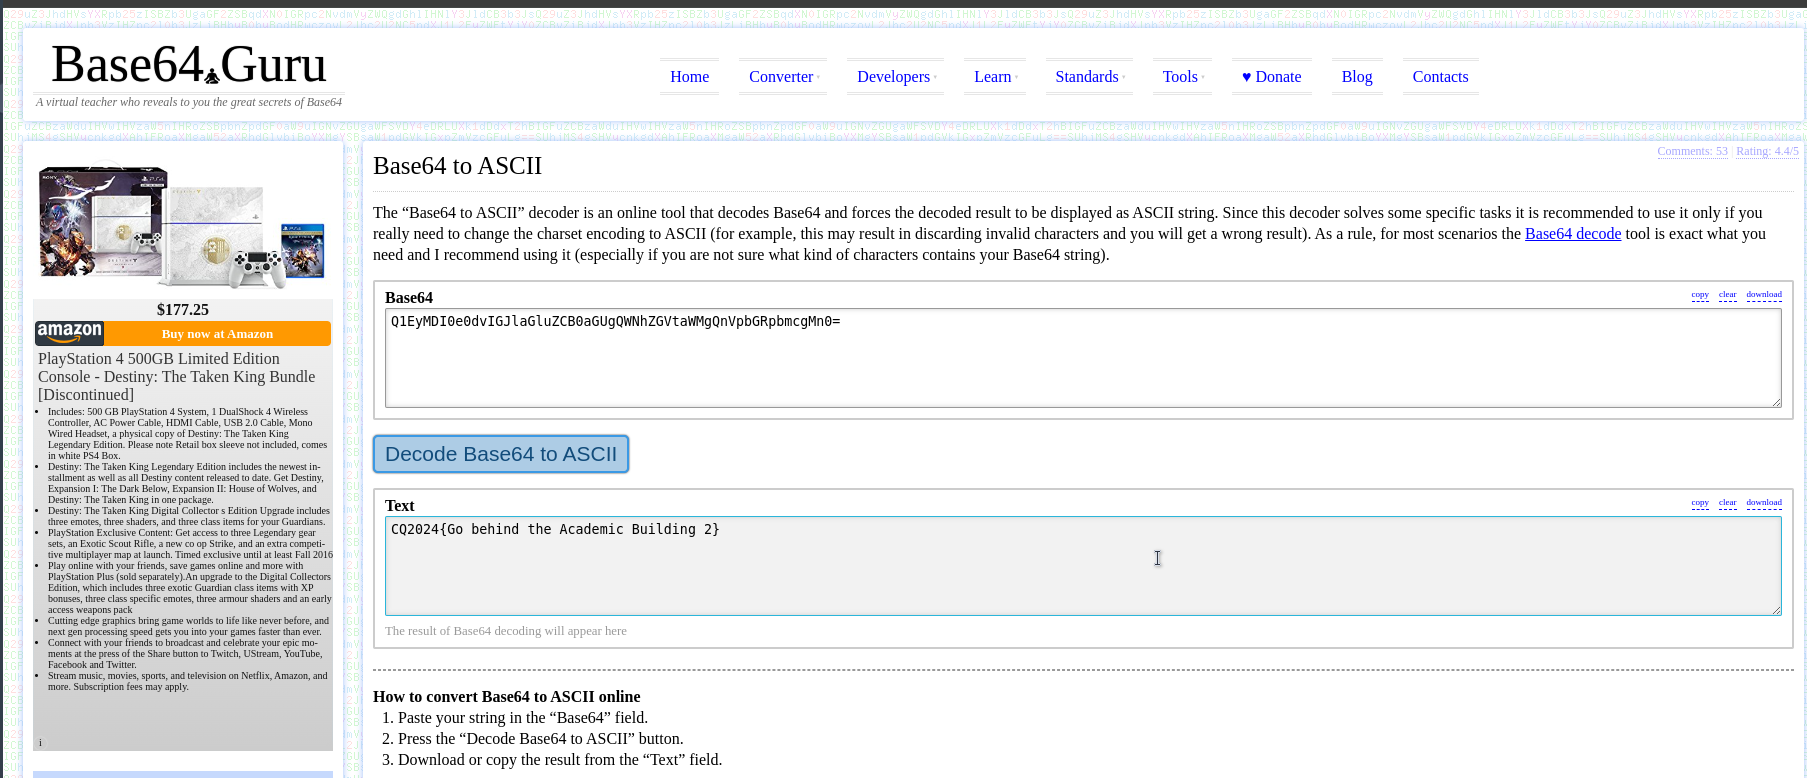 Base64 Guru
A virtual teacher who reveals to you the great secrets of Base64
Home
Converter
Developers
Learn
Standards
Tools
♥ Donate
Blog
Contacts
$177.25
amazon
Buy now at Amazon
PlayStation 4 500GB Limited Edition
Console - Destiny: The Taken King Bundle
[Discontinued]
• Includes: 500 GB PlayStation 4 System, 1 DualShock 4 Wireless
Controller, AC Power Cable, HDMI Cable, USB 2.0 Cable, Mono
Wired Headset, a physical copy of Destiny: The Taken King
Legendary Edition. Please note Retail box sleeve not included, comes
in white PS4 Box.
• Destiny: The Taken King Legendary Edition includes the newest in-
stallment as well as all Destiny content released to date. Get Destiny,
Expansion I: The Dark Below, Expansion II: House of Wolves, and
Destiny: The Taken King in one package.
• Destiny: The Taken King Digital Collector s Edition Upgrade includes
three emotes, three shaders, and three class items for your Guardians.
• PlayStation Exclusive Content: Get access to three Legendary gear
sets, an Exotic Scout Rifle, a new co op Strike, and an extra competi-
tive multiplayer map at launch. Timed exclusive until at least Fall 2016
• Play online with your friends, save games online and more with
PlayStation Plus (sold separately).An upgrade to the Digital Collectors
Edition, which includes three exotic Guardian class items with XP
bonuses, three class specific emotes, three armour shaders and an early
access weapons pack
• Cutting edge graphics bring game worlds to life like never before, and
next gen processing speed gets you into your games faster than ever.
• Connect with your friends to broadcast and celebrate your epic mo-
ments at the press of the Share button to Twitch, UStream, YouTube,
Facebook and Twitter.
• Stream music, movies, sports, and television on Netflix, Amazon, and
more. Subscription fees may apply.
i
Comments: 53 | Rating: 4.4/5
Base64 to ASCII
The “Base64 to ASCII” decoder is an online tool that decodes Base64 and forces the decoded result to be displayed as ASCII string. Since this decoder solves some specific tasks it is recommended to use it only if you
really need to change the charset encoding to ASCII (for example, this may result in discarding invalid characters and you will get a wrong result). As a rule, for most scenarios the Base64 decode tool is exact what you
need and I recommend using it (especially if you are not sure what kind of characters contains your Base64 string).
Base64
copy clear download
Q1EyMDI0e0dvIGJlaGluZCB0aGUgQWNhZGVtaWMgQnVpbGRpbmcgMn0=
Decode Base64 to ASCII
Text
copy clear download
CQ2024{Go behind the Academic Building 2}
The result of Base64 decoding will appear here
How to convert Base64 to ASCII online
1. Paste your string in the “Base64” field.
2. Press the “Decode Base64 to ASCII” button.
3. Download or copy the result from the “Text” field.